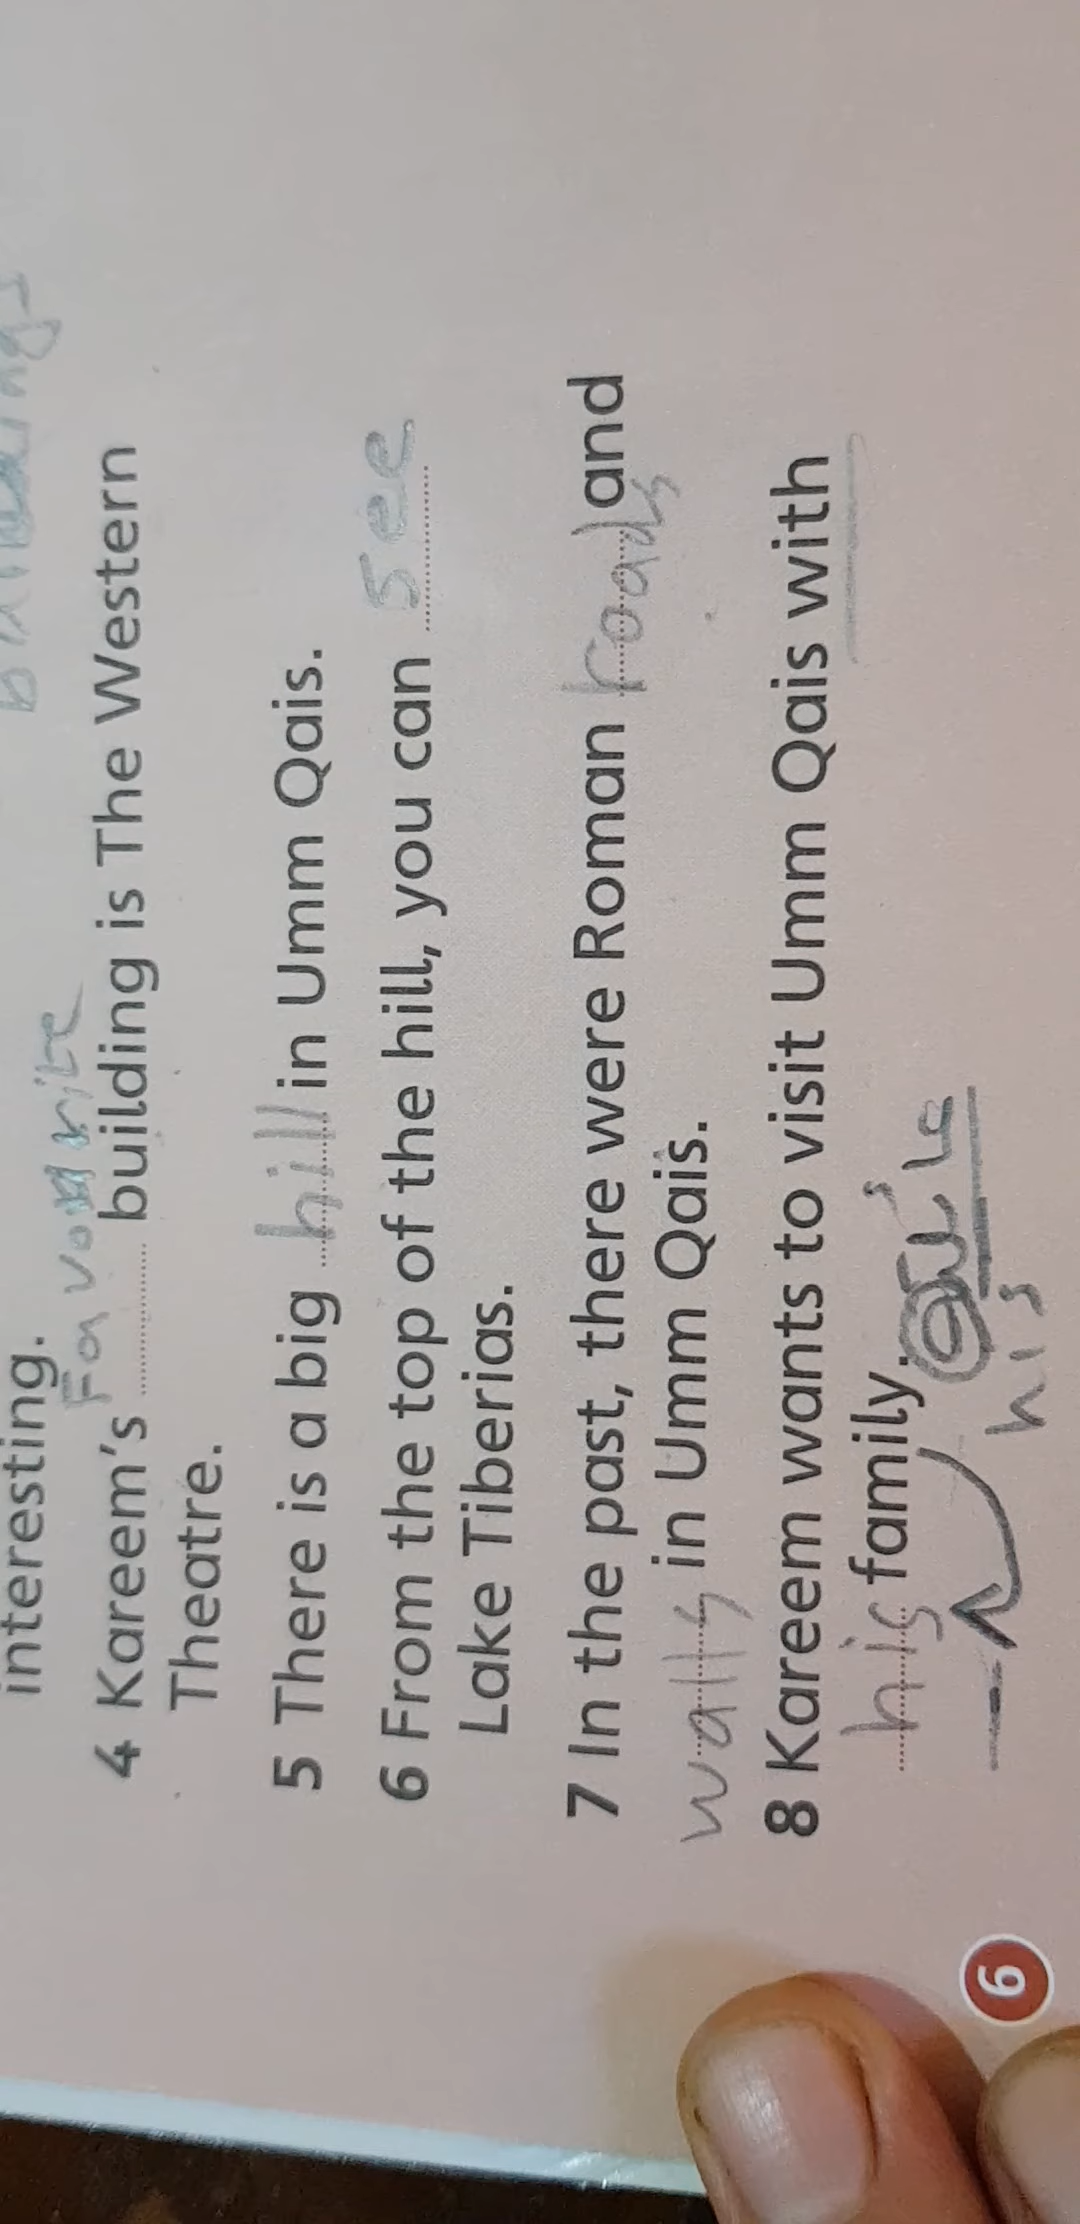 buildings
interesting.
Favourite
4 Kareem's ............ building is The Western
Theatre.
5 There is a big hill in Umm Qais.
6 From the top of the hill, you can see
Lake Tiberias.
7 In the past, there were Roman roads and
walls in Umm Qais.
8 Kareem wants to visit Umm Qais with
his family.
his
6